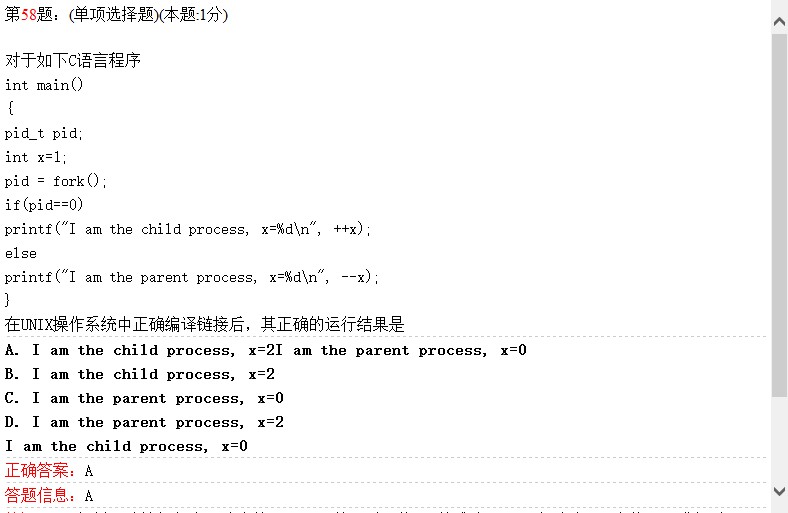 第58题：(单项选择题)(本题:1分)
对于如下C语言程序
int main()
{
pid_t pid;
int x=1;
pid = fork();
if(pid==0)
printf("I am the child process, x=%d\n", ++x);
else
printf("I am the parent process, x=%d\n", --x);
}
在UNIX操作系统中正确编译链接后，其正确的运行结果是
A. I am the child process, x=2I am the parent process, x=0
B. I am the child process, x=2
C. I am the parent process, x=0
D. I am the parent process, x=2
I am the child process, x=0
正确答案：A
答题信息：A